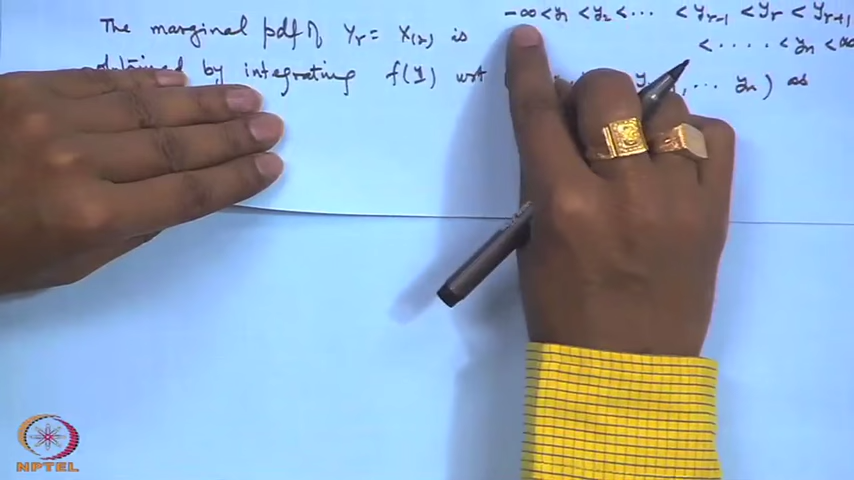 -∞ < y₁ < y₂ < ... < yᵣ₋₁ < yᵣ < yᵣ₊₁
< .... < yₙ < ∞
The marginal pdf of Yᵣ = X₍ᵣ₎ is
obtained by integrating f(y) wrt y, ... yₙ) as
NPTEL